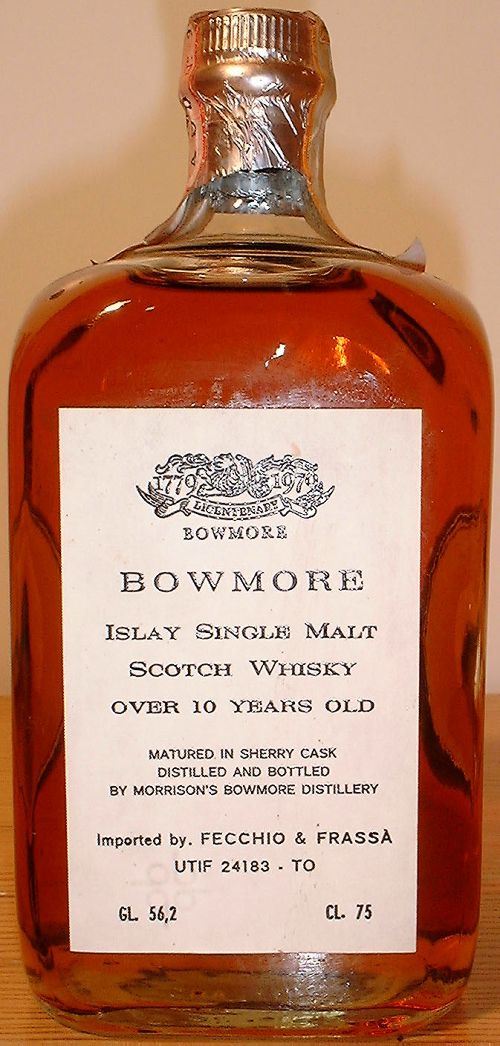 1779 1979
BICENTENARY
BOWMORE
BOWMORE
ISLAY SINGLE MALT
SCOTCH WHISKY
OVER 10 YEARS OLD
MATURED IN SHERRY CASK
DISTILLED AND BOTTLED
BY MORRISON'S BOWMORE DISTILLERY
Imported by. FECCHIO & FRASSÀ
UTIF 24183 - TO
GL. 56,2 CL. 75